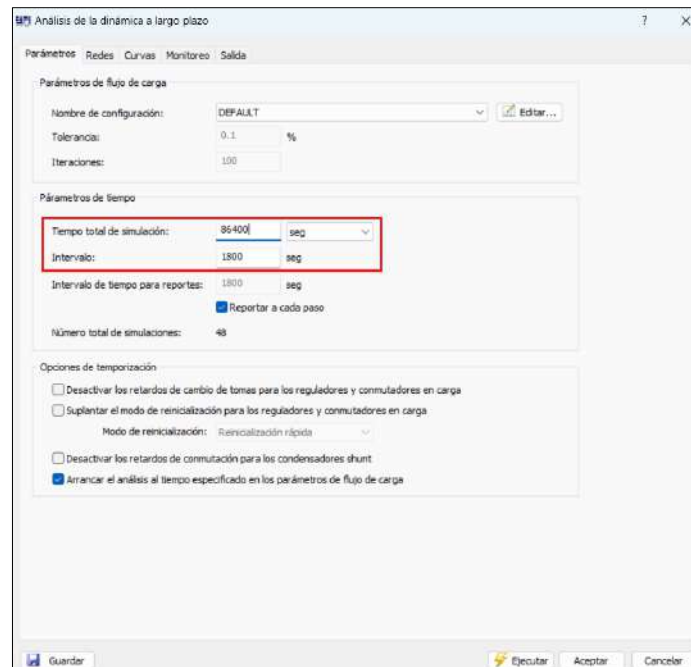 Análisis de la dinámica a largo plazo ? X
Parámetros Redes Curvas Monitoreo Salida
Parámetros de flujo de carga
Nombre de configuración: DEFAULT Editar...
Tolerancia: 0.1 %
Iteraciones: 100
Párametros de tiempo
Tiempo total de simulación: 86400 seg
Intervalo: 1800 seg
Intervalo de tiempo para reportes: 1800 seg
Reportar a cada paso
Número total de simulaciones: 48
Opciones de temporización
Desactivar los retardos de cambio de tomas para los reguladores y conmutadores en carga
Suplantar el modo de reinicialización para los reguladores y conmutadores en carga
Modo de reinicialización: Reinicialización rápida
Desactivar los retardos de conmutación para los condensadores shunt
Arrancar el análisis al tiempo especificado en los parámetros de flujo de carga
Guardar Ejecutar Aceptar Cancelar